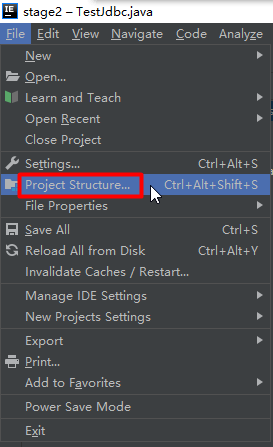 stage2 – TestJdbc.java
File Edit View Navigate Code Analyze
New
Open...
Learn and Teach
Open Recent
Close Project
Settings... Ctrl+Alt+S
Project Structure... Ctrl+Alt+Shift+S
File Properties
Save All Ctrl+S
Reload All from Disk Ctrl+Alt+Y
Invalidate Caches / Restart...
Manage IDE Settings
New Projects Settings
Export
Print...
Add to Favorites
Power Save Mode
Exit